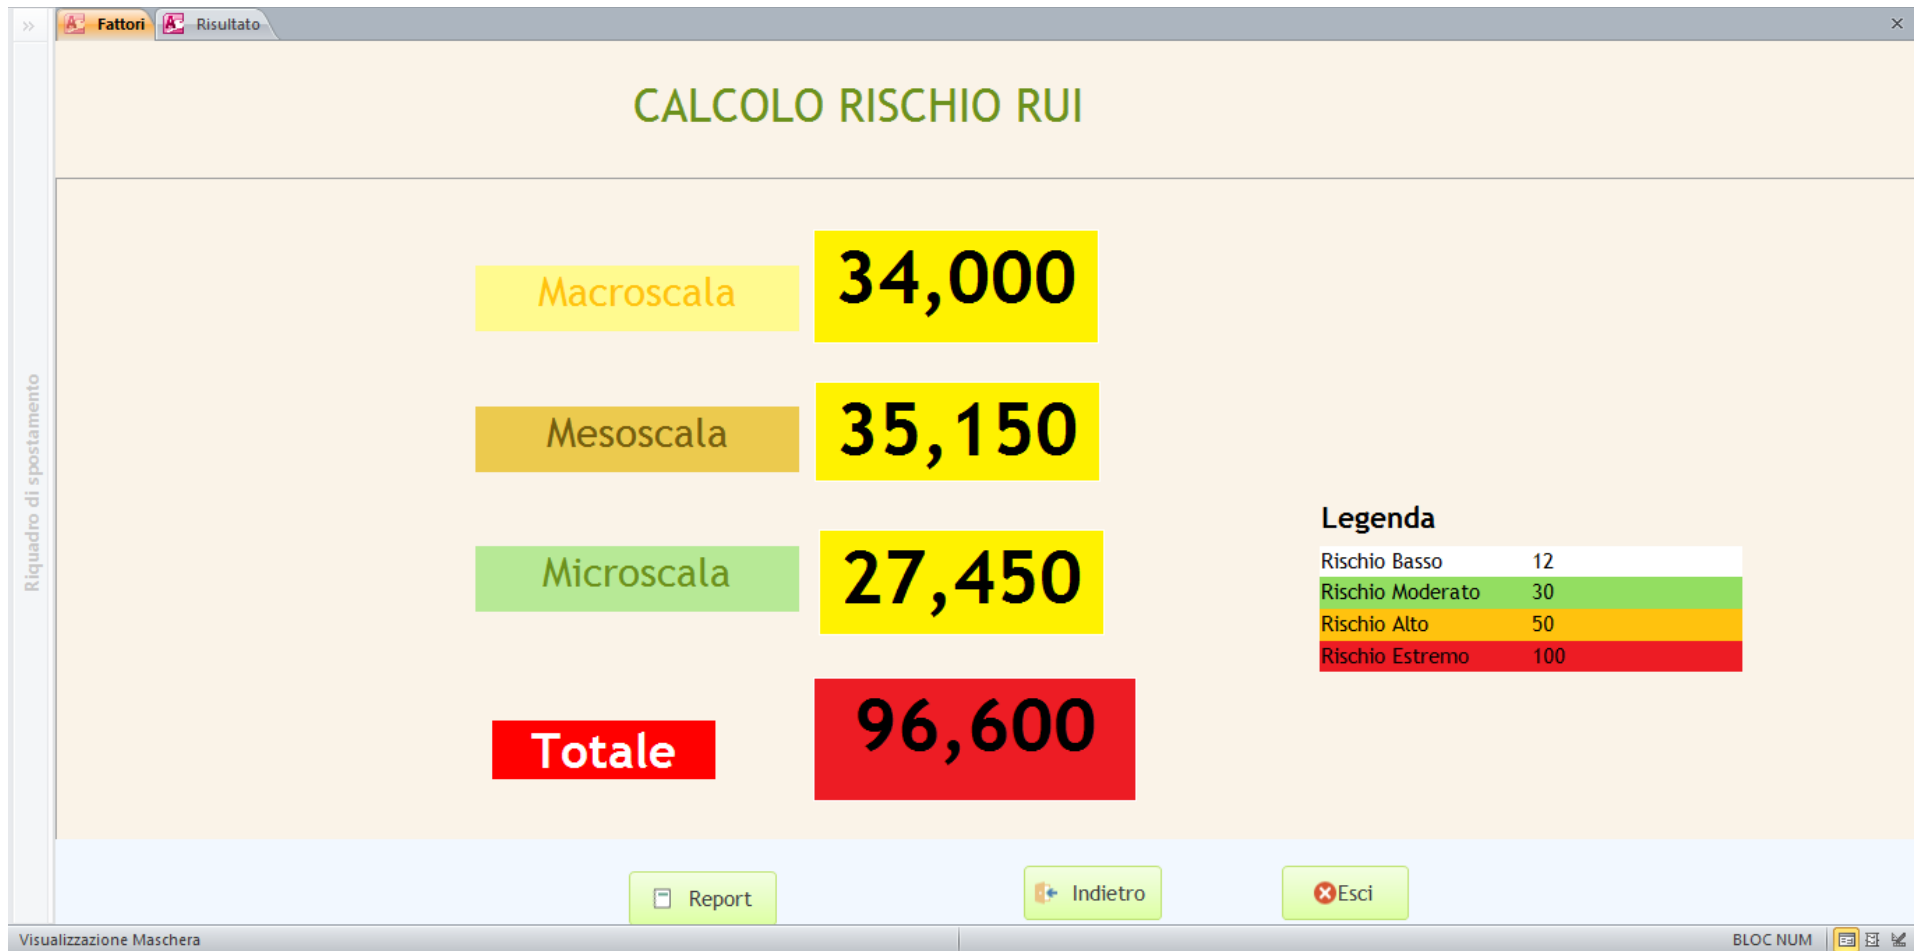 Fattori Risultato
CALCOLO RISCHIO RUI
Riquadro di spostamento
Macroscala 34,000
Mesoscala 35,150
Microscala 27,450
Totale 96,600
Legenda
Rischio Basso 12
Rischio Moderato 30
Rischio Alto 50
Rischio Estremo 100
Report Indietro Esci
Visualizzazione Maschera BLOC NUM